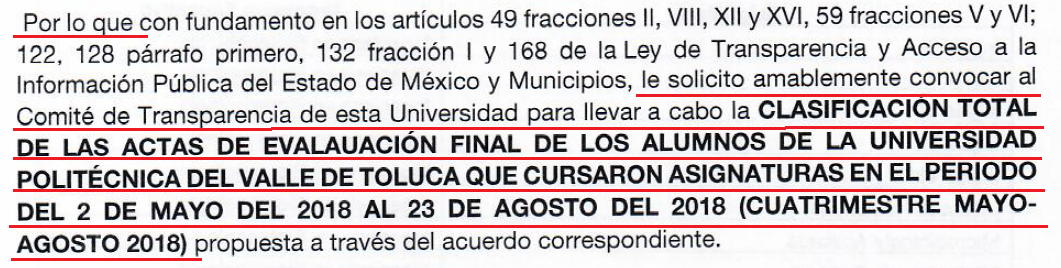 Por lo que con fundamento en los artículos 49 fracciones II, VIII, XII y XVI, 59 fracciones V y VI;
122, 128 párrafo primero, 132 fracción I y 168 de la Ley de Transparencia y Acceso a la
Información Pública del Estado de México y Municipios, le solicito amablemente convocar al
Comité de Transparencia de esta Universidad para llevar a cabo la CLASIFICACIÓN TOTAL
DE LAS ACTAS DE EVALAUACIÓN FINAL DE LOS ALUMNOS DE LA UNIVERSIDAD
POLITÉCNICA DEL VALLE DE TOLUCA QUE CURSARON ASIGNATURAS EN EL PERIODO
DEL 2 DE MAYO DEL 2018 AL 23 DE AGOSTO DEL 2018 (CUATRIMESTRE MAYO-
AGOSTO 2018) propuesta a través del acuerdo correspondiente.